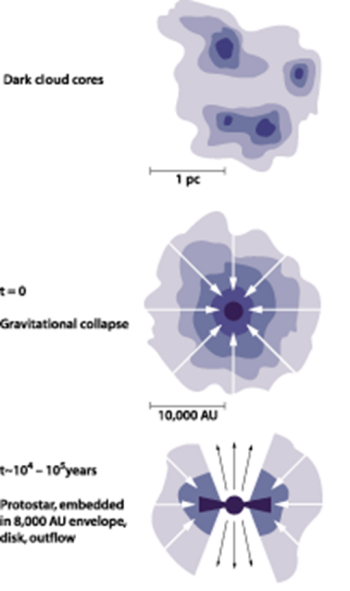 Dark cloud cores
1 pc
t = 0
Gravitational collapse
10,000 AU
t~10⁴ – 10⁵years
Protostar, embedded
in 8,000 AU envelope,
disk, outflow